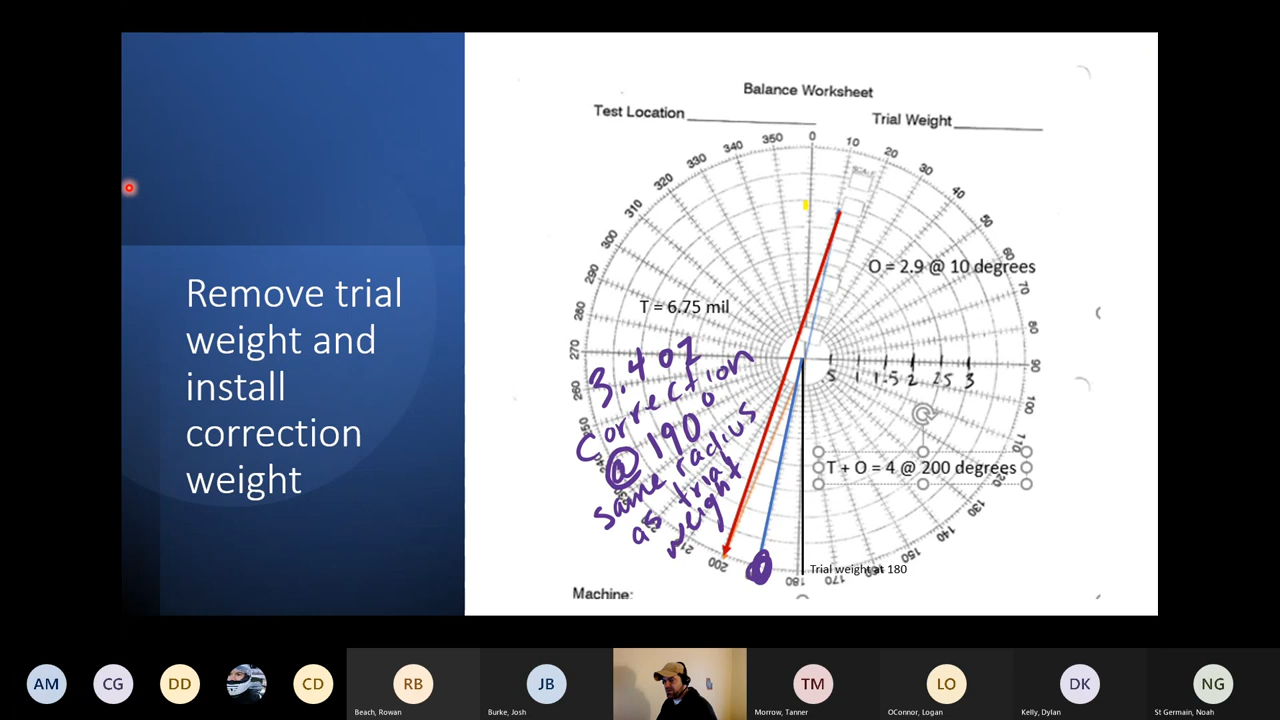 Remove trial
weight and
install
correction
weight
Balance Worksheet
Test Location
Trial Weight
SCALE
0
10
20
30
40
50
60
70
80
90
100
110
120
130
140
150
170
180
200
260
270
280
290
300
310
320
330
340
350
O = 2.9 @ 10 degrees
T = 6.75 mil
.5 1 1.5 2 2.5 3
T + O = 4 @ 200 degrees
3.4 oz
correction
@ 190°
same radius
as trial
weight
Trial weight at 180
Machine:
AM
CG
DD
CD
RB
Beach, Rowan
JB
Burke, Josh
TM
Morrow, Tanner
LO
OConnor, Logan
DK
Kelly, Dylan
NG
St Germain, Noah